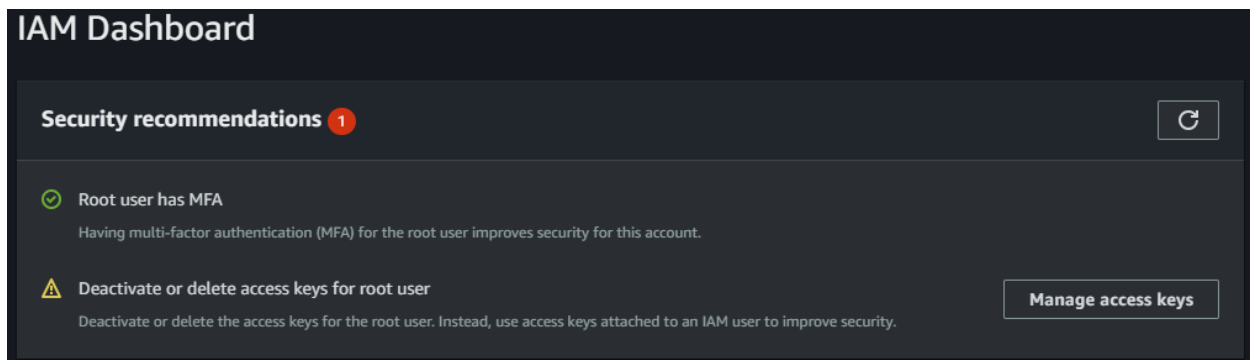 IAM Dashboard
Security recommendations 1
Root user has MFA
Having multi-factor authentication (MFA) for the root user improves security for this account.
Deactivate or delete access keys for root user
Manage access keys
Deactivate or delete the access keys for the root user. Instead, use access keys attached to an IAM user to improve security.